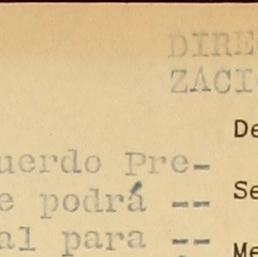 DIRE
ZACI
De
uerdo Pre-
e podrá --
Se
al para --
Me